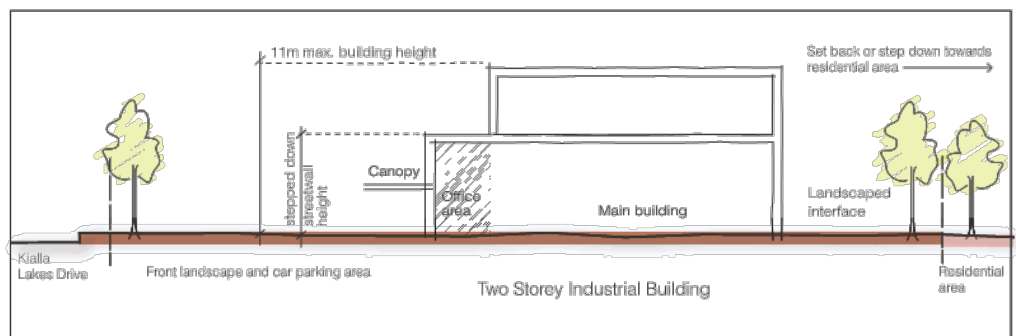 11m max. building height
Set back or step down towards
residential area
stepped down
streetwall
height
Canopy
Office
area
Main building
Landscaped
interface
Kialla
Lakes Drive
Front landscape and car parking area
Residential
area
Two Storey Industrial Building